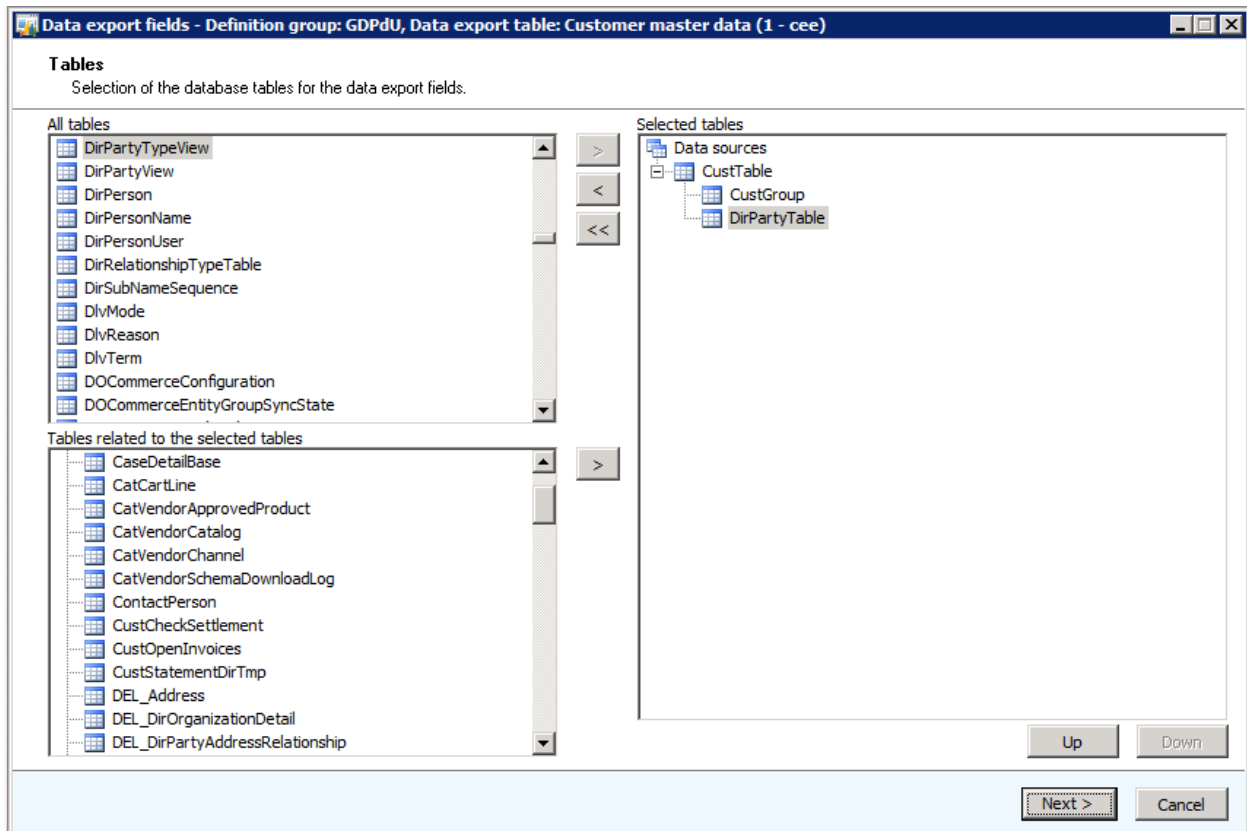 Data export fields - Definition group: GDPdU, Data export table: Customer master data (1 - cee)
Tables
Selection of the database tables for the data export fields.
All tables
DirPartyTypeView
DirPartyView
DirPerson
DirPersonName
DirPersonUser
DirRelationshipTypeTable
DirSubNameSequence
DlvMode
DlvReason
DlvTerm
DOCommerceConfiguration
DOCommerceEntityGroupSyncState
>
<
<<
Selected tables
Data sources
CustTable
CustGroup
DirPartyTable
Tables related to the selected tables
CaseDetailBase
CatCartLine
CatVendorApprovedProduct
CatVendorCatalog
CatVendorChannel
CatVendorSchemaDownloadLog
ContactPerson
CustCheckSettlement
CustOpenInvoices
CustStatementDirTmp
DEL_Address
DEL_DirOrganizationDetail
DEL_DirPartyAddressRelationship
>
Up
Down
Next >
Cancel